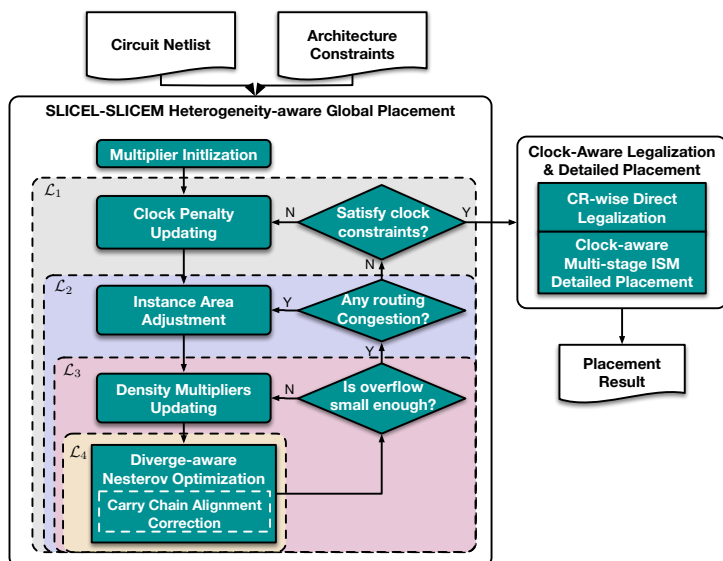 Circuit Netlist
Architecture
Constraints
SLICEL-SLICEM Heterogeneity-aware Global Placement
Multiplier Initlization
ℒ1
Clock Penalty
Updating
N
Satisfy clock
constraints?
Y
N
ℒ2
Instance Area
Adjustment
Y
Any routing
Congestion?
Y
ℒ3
Density Multipliers
Updating
N
Is overflow
small enough?
ℒ4
Diverge-aware
Nesterov Optimization
Carry Chain Alignment
Correction
Clock-Aware Legalization
& Detailed Placement
CR-wise Direct
Legalization
Clock-aware
Multi-stage ISM
Detailed Placement
Placement
Result